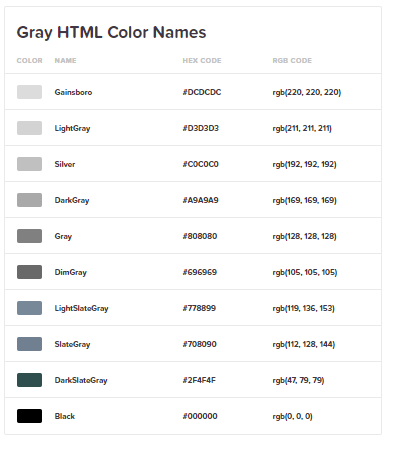 Gray HTML Color Names
COLOR NAME HEX CODE RGB CODE
Gainsboro #DCDCDC rgb(220, 220, 220)
LightGray #D3D3D3 rgb(211, 211, 211)
Silver #C0C0C0 rgb(192, 192, 192)
DarkGray #A9A9A9 rgb(169, 169, 169)
Gray #808080 rgb(128, 128, 128)
DimGray #696969 rgb(105, 105, 105)
LightSlateGray #778899 rgb(119, 136, 153)
SlateGray #708090 rgb(112, 128, 144)
DarkSlateGray #2F4F4F rgb(47, 79, 79)
Black #000000 rgb(0, 0, 0)